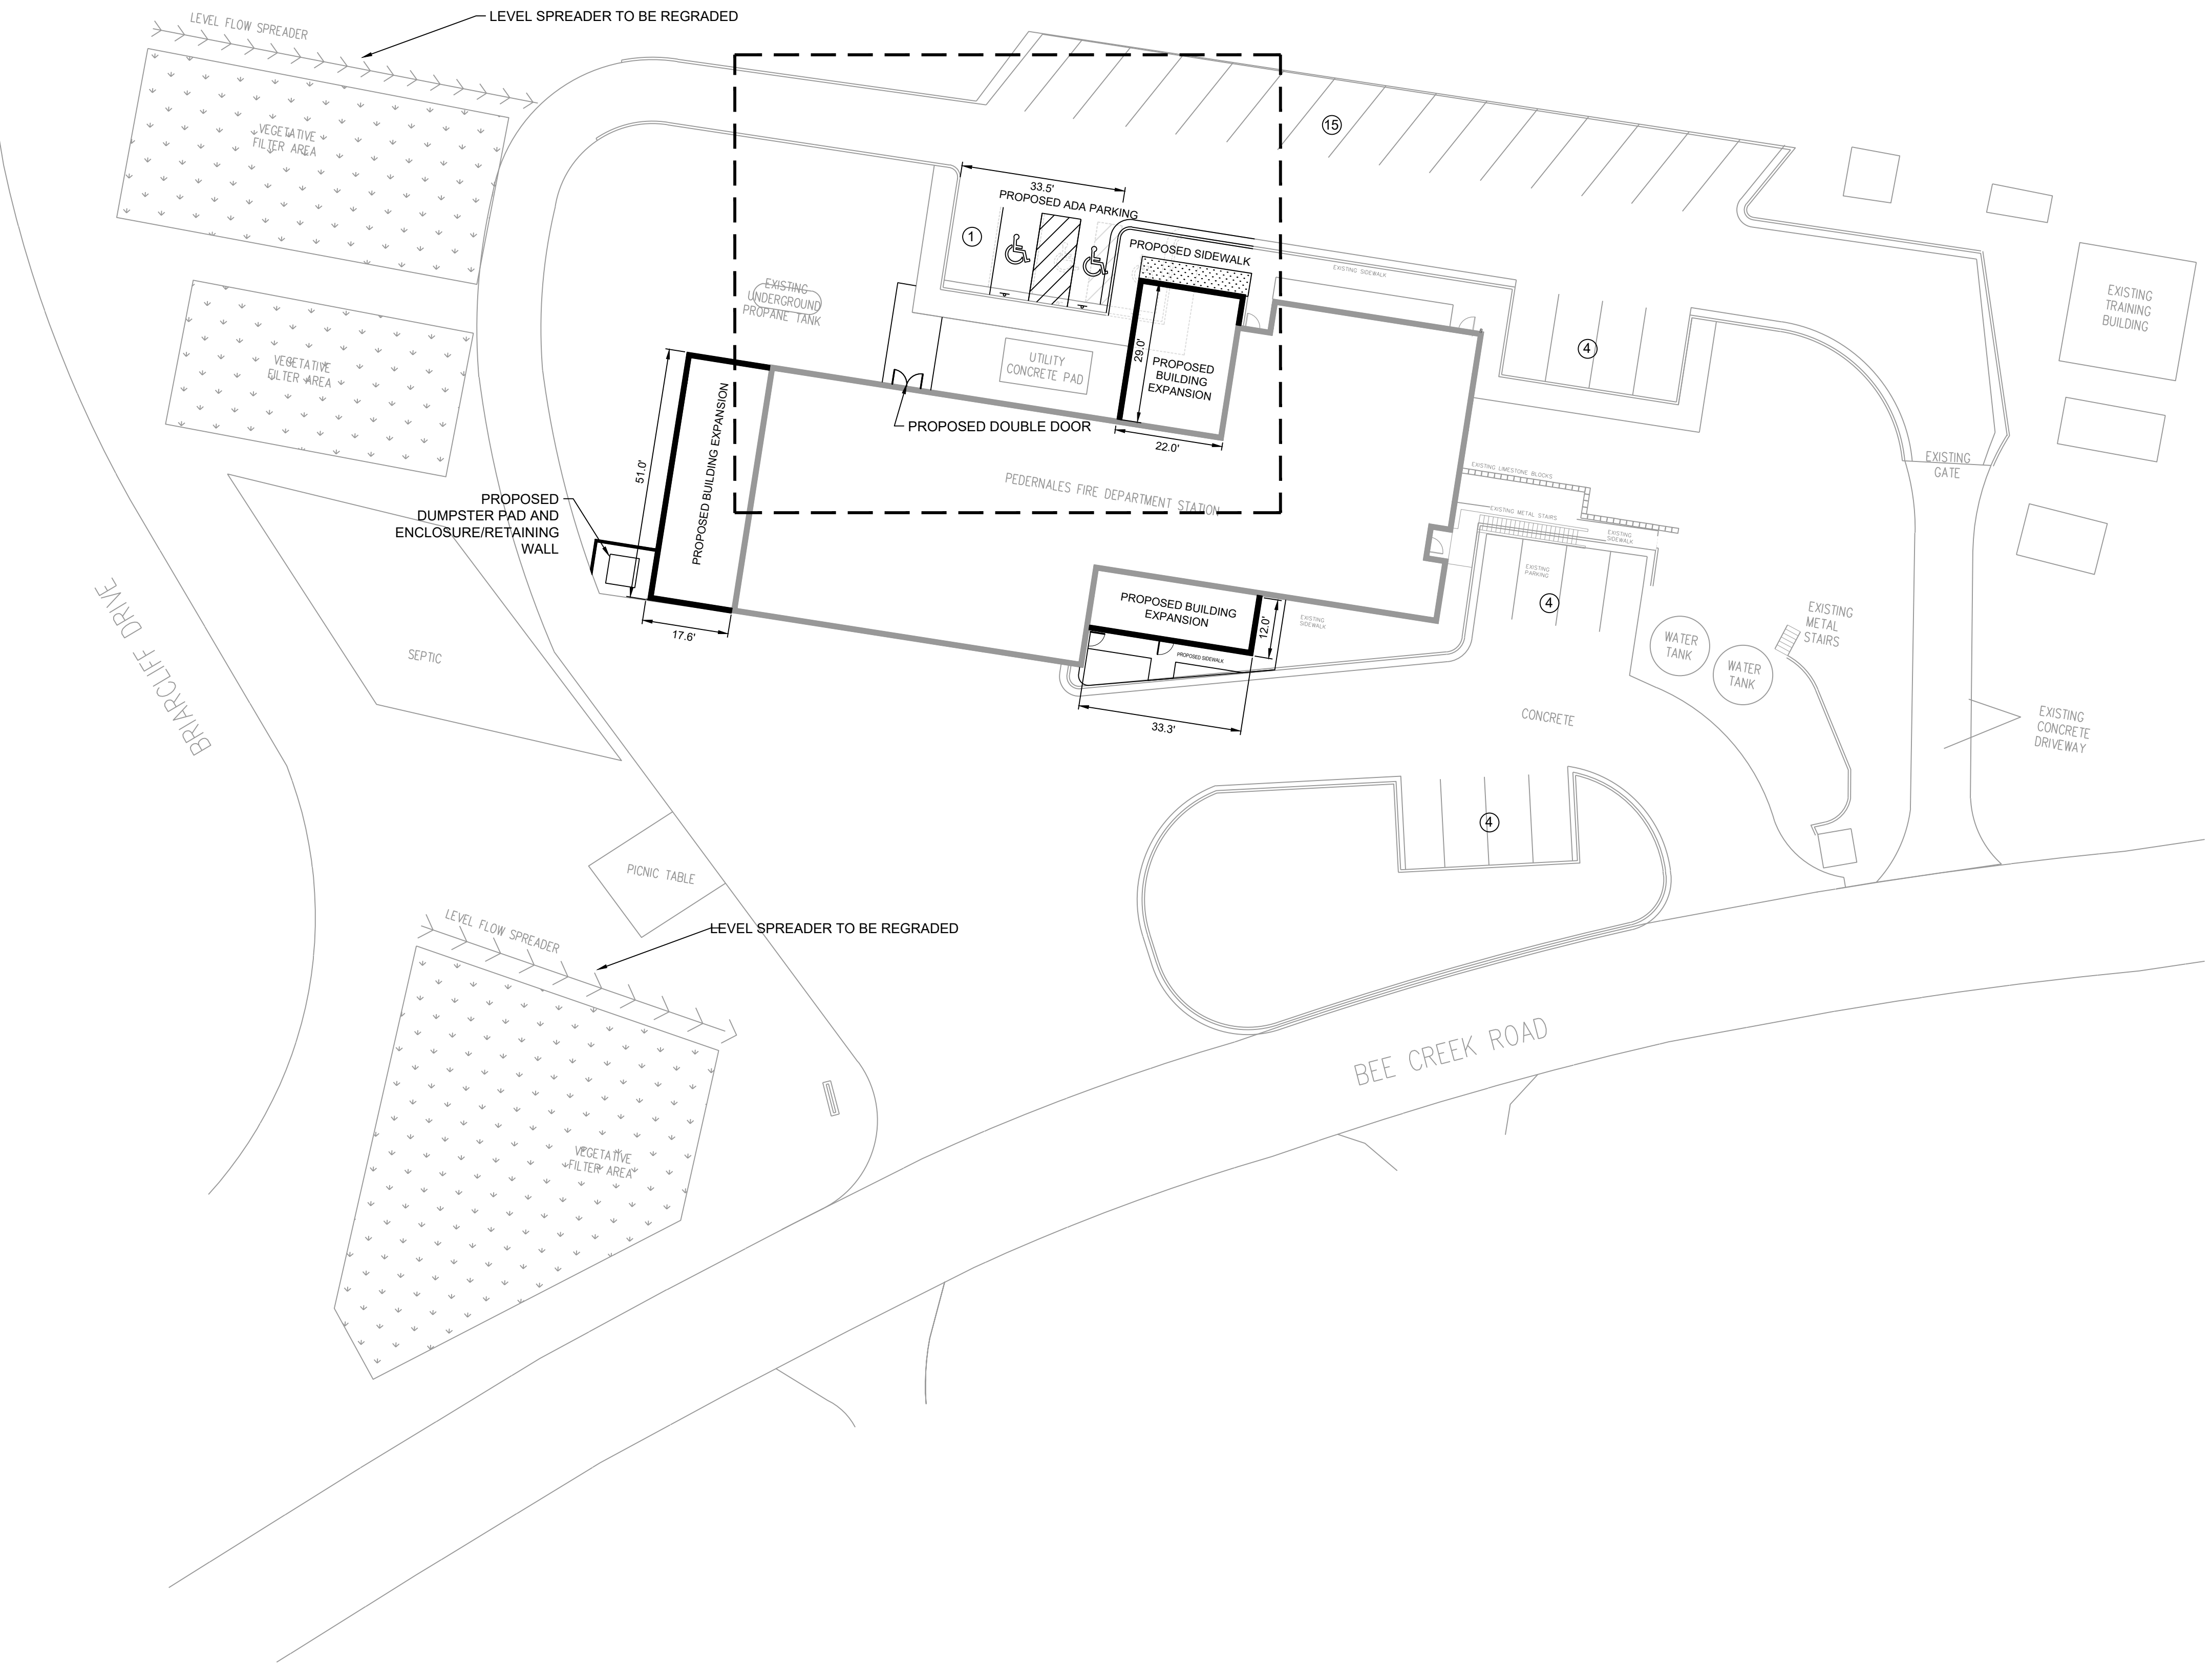 LEVEL FLOW SPREADER
LEVEL SPREADER TO BE REGRADED
VEGETATIVE
FILTER AREA
15
33.5'
PROPOSED ADA PARKING
1
PROPOSED SIDEWALK
EXISTING SIDEWALK
EXISTING
UNDERGROUND
PROPANE TANK
EXISTING
TRAINING
BUILDING
VEGETATIVE
FILTER AREA
UTILITY
CONCRETE PAD
29.0'
PROPOSED
BUILDING
EXPANSION
4
PROPOSED DOUBLE DOOR
22.0'
51.0'
PROPOSED BUILDING EXPANSION
PEDERNALES FIRE DEPARTMENT STATION
EXISTING LIMESTONE BLOCKS
EXISTING
GATE
PROPOSED
DUMPSTER PAD AND
ENCLOSURE/RETAINING
WALL
EXISTING METAL STAIRS
EXISTING
SIDEWALK
EXISTING
PARKING
4
PROPOSED BUILDING
EXPANSION
12.0'
EXISTING
SIDEWALK
PROPOSED SIDEWALK
17.6'
33.3'
WATER
TANK
WATER
TANK
EXISTING
METAL
STAIRS
BRIARCLIFF DRIVE
SEPTIC
CONCRETE
EXISTING
CONCRETE
DRIVEWAY
4
PICNIC TABLE
LEVEL FLOW SPREADER
LEVEL SPREADER TO BE REGRADED
BEE CREEK ROAD
VEGETATIVE
FILTER AREA